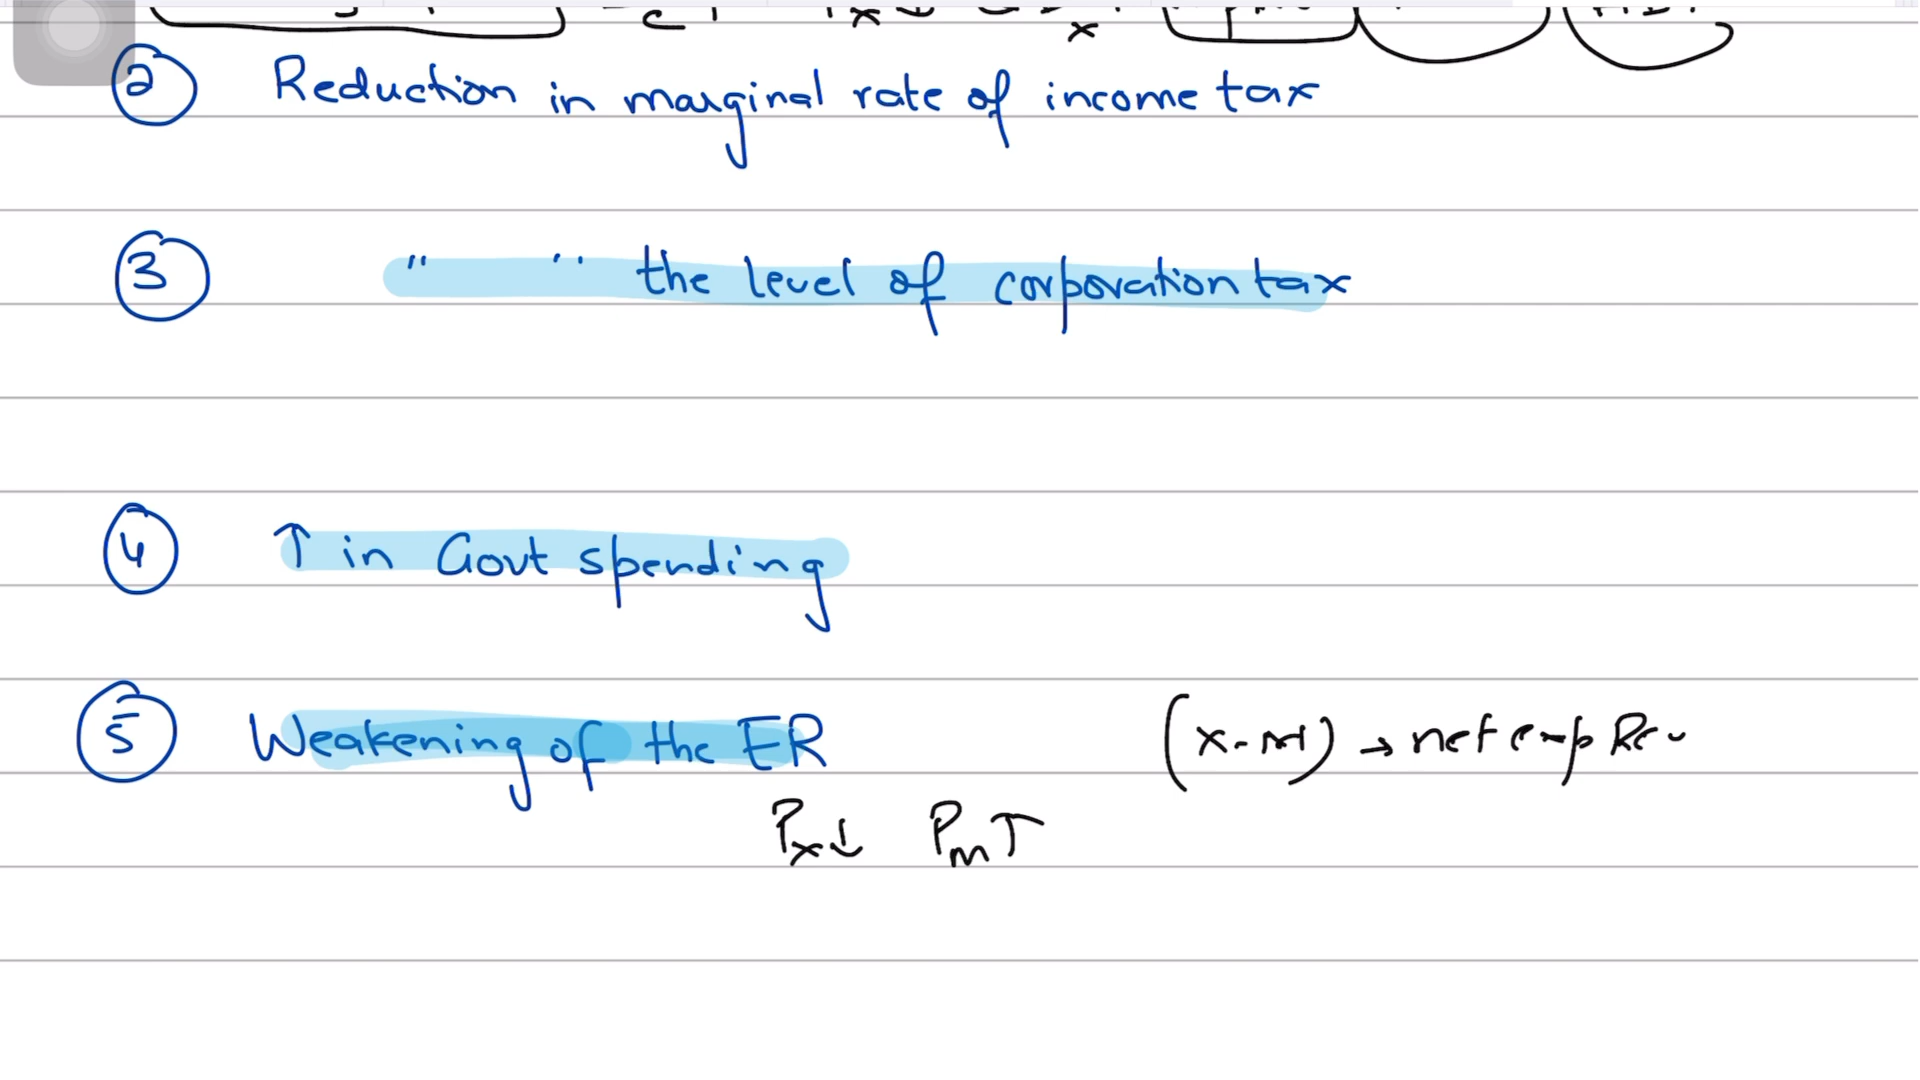 ② Reduction in marginal rate of income tax
③ " " the level of corporation tax
④ ↑ in Govt spending
⑤ Weakening of the ER (x-M) → net exp Rev
Px↓ Pm↑